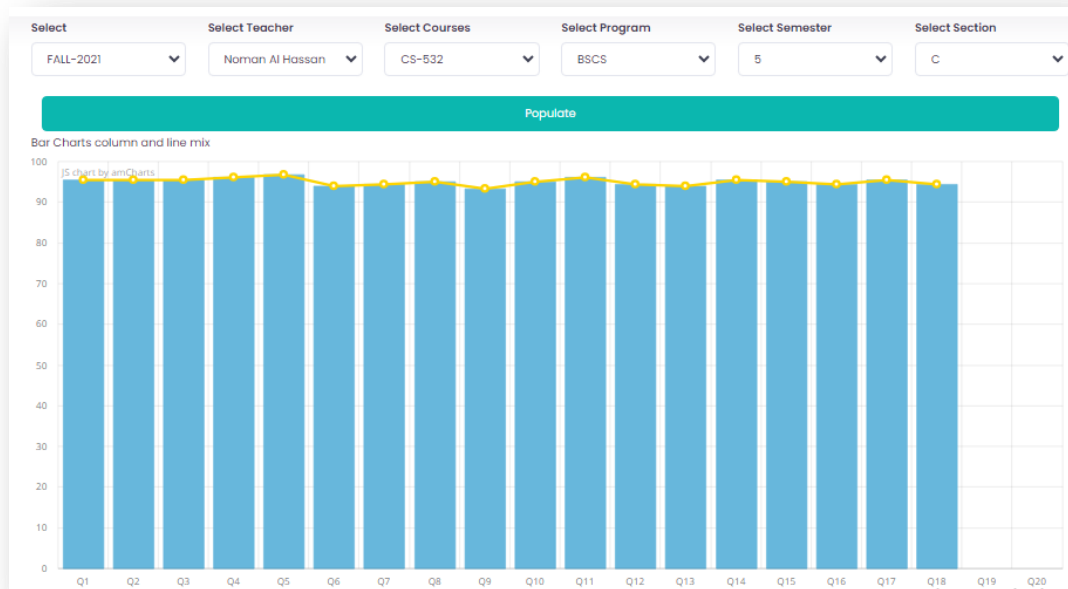 Select Select Teacher Select Courses Select Program Select Semester Select Section
FALL-2021 Noman Al Hassan CS-532 BSCS 5 C
Populate
Bar Charts column and line mix
JS chart by amCharts
100
90
80
70
60
50
40
30
20
10
0
Q1 Q2 Q3 Q4 Q5 Q6 Q7 Q8 Q9 Q10 Q11 Q12 Q13 Q14 Q15 Q16 Q17 Q18 Q19 Q20